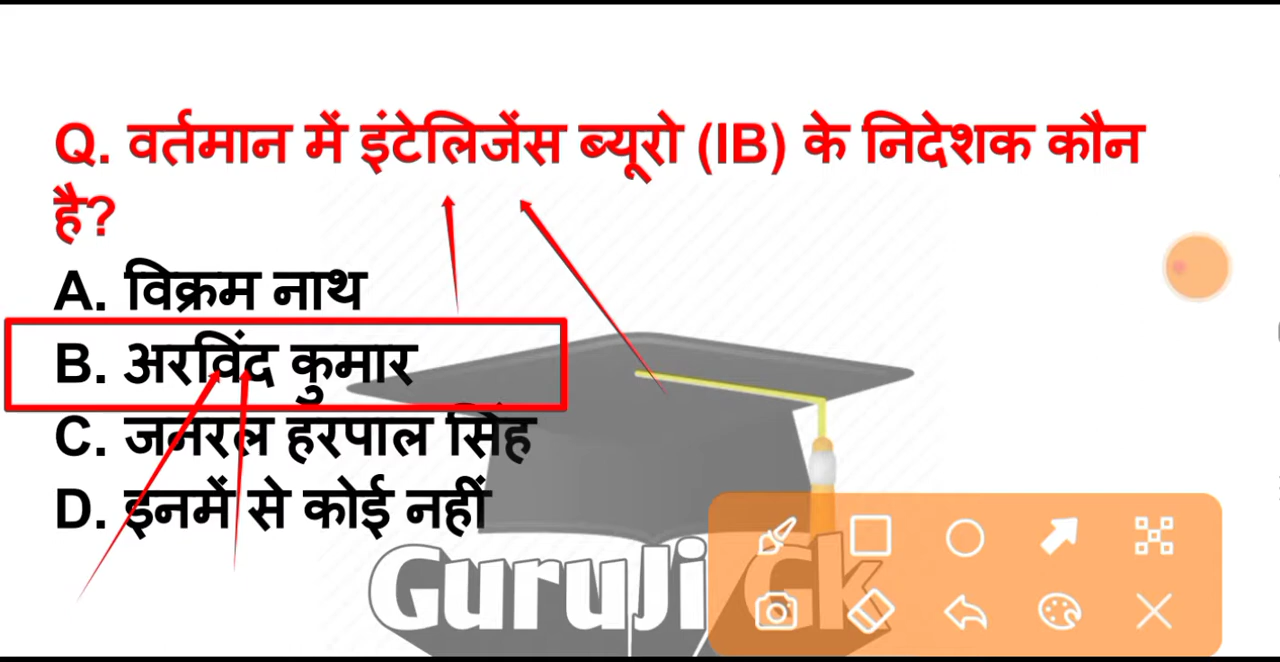 Q. वर्तमान में इंटेलिजेंस ब्यूरो (IB) के निदेशक कौन
है?
A. विक्रम नाथ
B. अरविंद कुमार
C. जनरल हरपाल सिंह
D. इनमें से कोई नहीं
GuruJi Gk